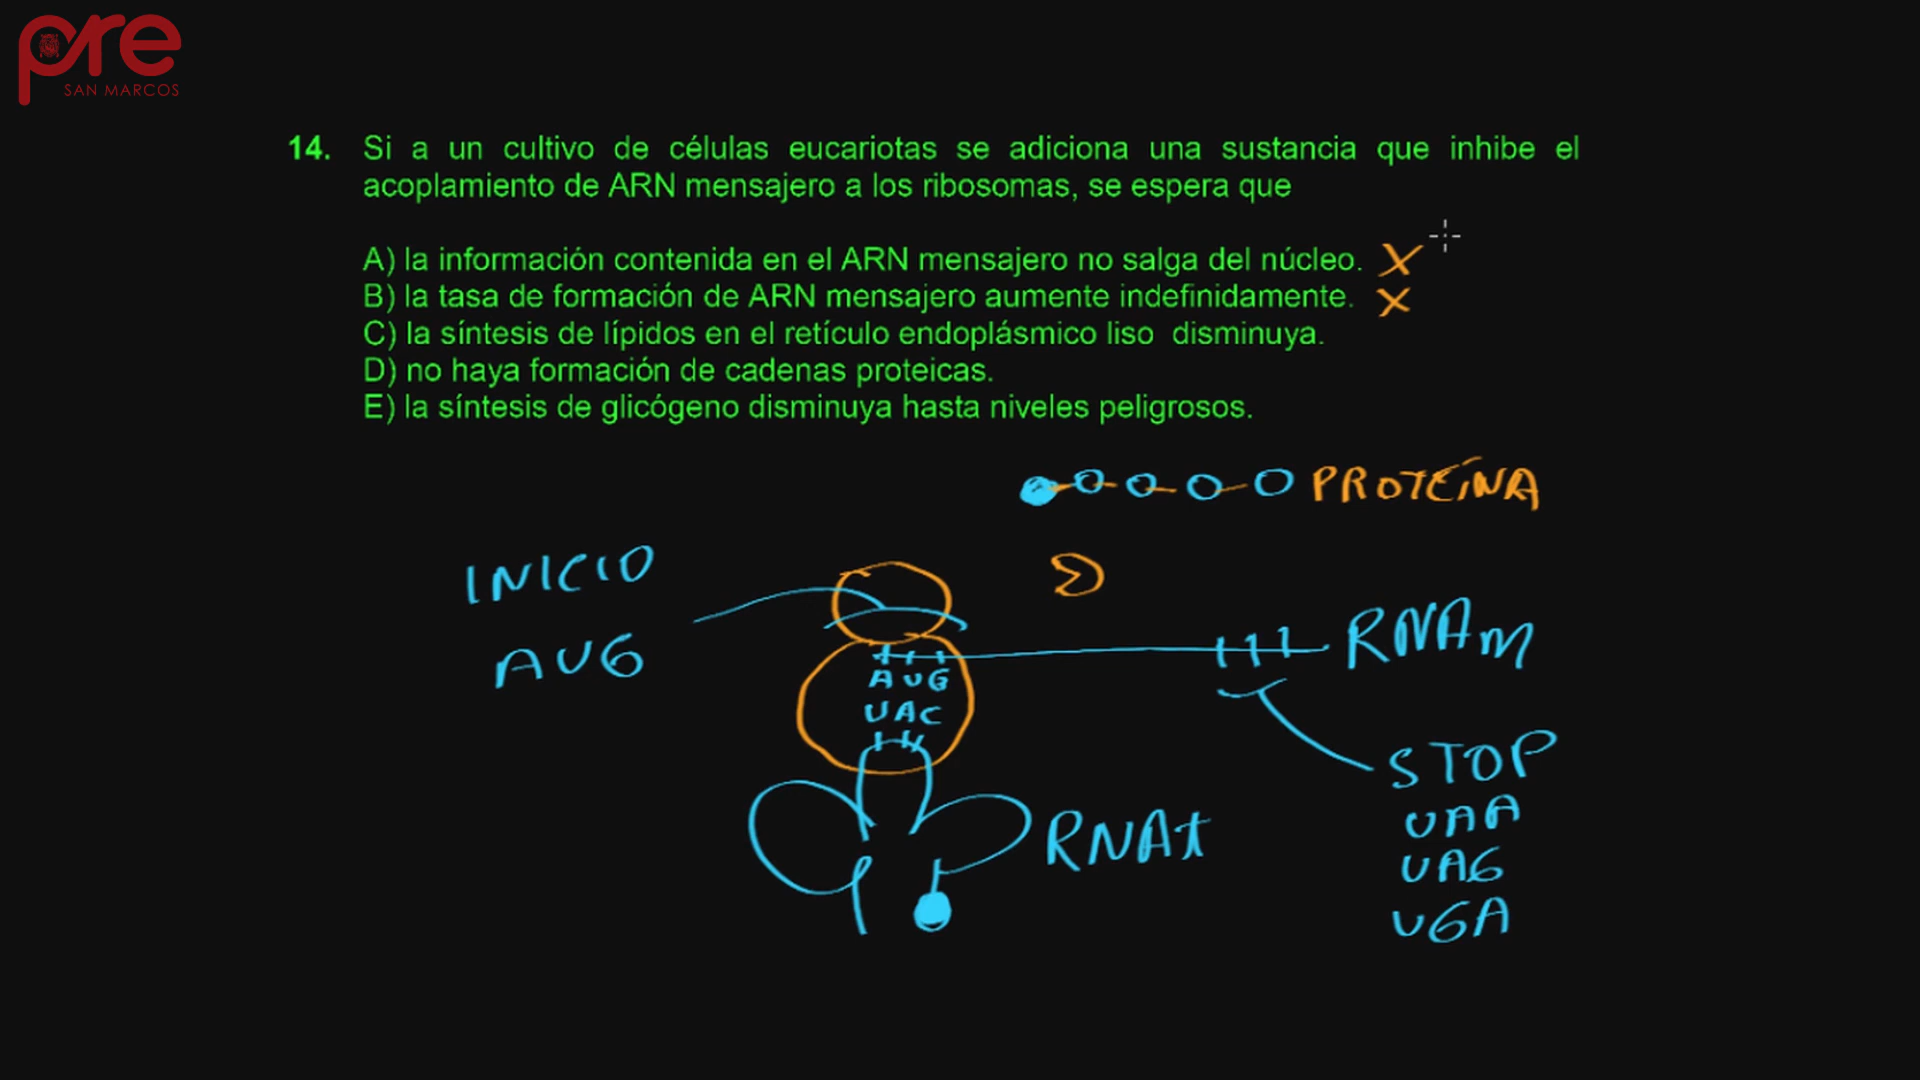 pre
SAN MARCOS
14. Si a un cultivo de células eucariotas se adiciona una sustancia que inhibe el
acoplamiento de ARN mensajero a los ribosomas, se espera que
A) la información contenida en el ARN mensajero no salga del núcleo. X
B) la tasa de formación de ARN mensajero aumente indefinidamente. X
C) la síntesis de lípidos en el retículo endoplásmico liso disminuya.
D) no haya formación de cadenas proteicas.
E) la síntesis de glicógeno disminuya hasta niveles peligrosos.
PROTEÍNA
INICIO
AUG
RNAm
AUG
UAC
STOP
UAA
UAG
UGA
RNAt